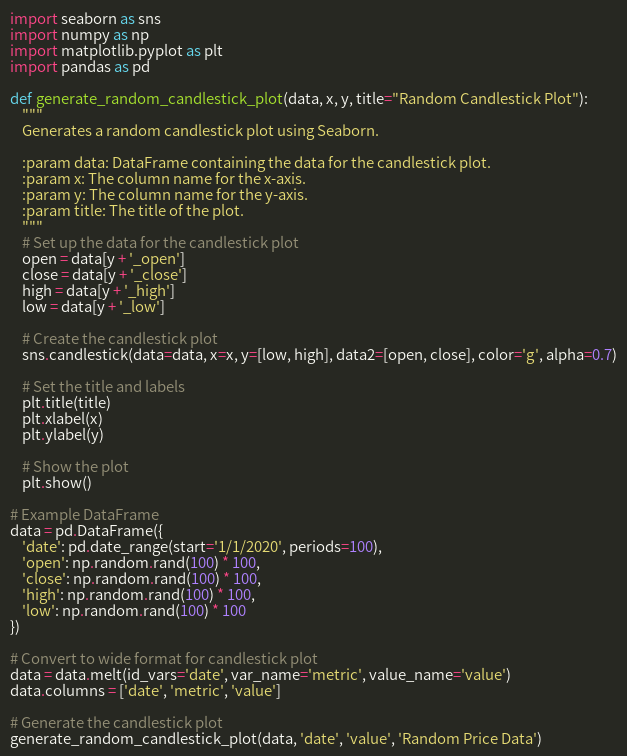 import seaborn as sns
import numpy as np
import matplotlib.pyplot as plt
import pandas as pd

def generate_random_candlestick_plot(data, x, y, title="Random Candlestick Plot"):
    """
    Generates a random candlestick plot using Seaborn.

    :param data: DataFrame containing the data for the candlestick plot.
    :param x: The column name for the x-axis.
    :param y: The column name for the y-axis.
    :param title: The title of the plot.
    """
    # Set up the data for the candlestick plot
    open = data[y + '_open']
    close = data[y + '_close']
    high = data[y + '_high']
    low = data[y + '_low']

    # Create the candlestick plot
    sns.candlestick(data=data, x=x, y=[low, high], data2=[open, close], color='g', alpha=0.7)

    # Set the title and labels
    plt.title(title)
    plt.xlabel(x)
    plt.ylabel(y)

    # Show the plot
    plt.show()

# Example DataFrame
data = pd.DataFrame({
    'date': pd.date_range(start='1/1/2020', periods=100),
    'open': np.random.rand(100) * 100,
    'close': np.random.rand(100) * 100,
    'high': np.random.rand(100) * 100,
    'low': np.random.rand(100) * 100
})

# Convert to wide format for candlestick plot
data = data.melt(id_vars='date', var_name='metric', value_name='value')
data.columns = ['date', 'metric', 'value']

# Generate the candlestick plot
generate_random_candlestick_plot(data, 'date', 'value', 'Random Price Data')